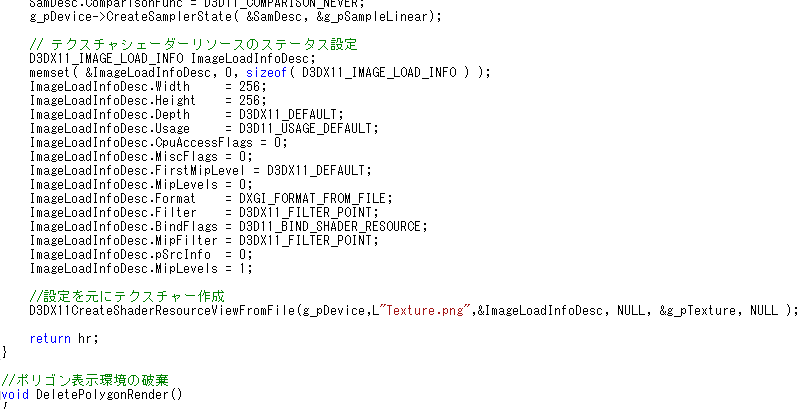 SamDesc.ComparisonFunc = D3D11_COMPARISON_NEVER;
g_pDevice->CreateSamplerState( &SamDesc, &g_pSampleLinear);
// テクスチャシェーダーリソースのステータス設定
D3DX11_IMAGE_LOAD_INFO ImageLoadInfoDesc;
memset( &ImageLoadInfoDesc, 0, sizeof( D3DX11_IMAGE_LOAD_INFO ) );
ImageLoadInfoDesc.Width = 256;
ImageLoadInfoDesc.Height = 256;
ImageLoadInfoDesc.Depth = D3DX11_DEFAULT;
ImageLoadInfoDesc.Usage = D3D11_USAGE_DEFAULT;
ImageLoadInfoDesc.CpuAccessFlags = 0;
ImageLoadInfoDesc.MiscFlags = 0;
ImageLoadInfoDesc.FirstMipLevel = D3DX11_DEFAULT;
ImageLoadInfoDesc.MipLevels = 0;
ImageLoadInfoDesc.Format = DXGI_FORMAT_FROM_FILE;
ImageLoadInfoDesc.Filter = D3DX11_FILTER_POINT;
ImageLoadInfoDesc.BindFlags = D3D11_BIND_SHADER_RESOURCE;
ImageLoadInfoDesc.MipFilter = D3DX11_FILTER_POINT;
ImageLoadInfoDesc.pSrcInfo = 0;
ImageLoadInfoDesc.MipLevels = 1;
//設定を元にテクスチャー作成
D3DX11CreateShaderResourceViewFromFile(g_pDevice,L"Texture.png",&ImageLoadInfoDesc, NULL, &g_pTexture, NULL );
return hr;
}
//ポリゴン表示環境の破棄
void DeletePolygonRender()